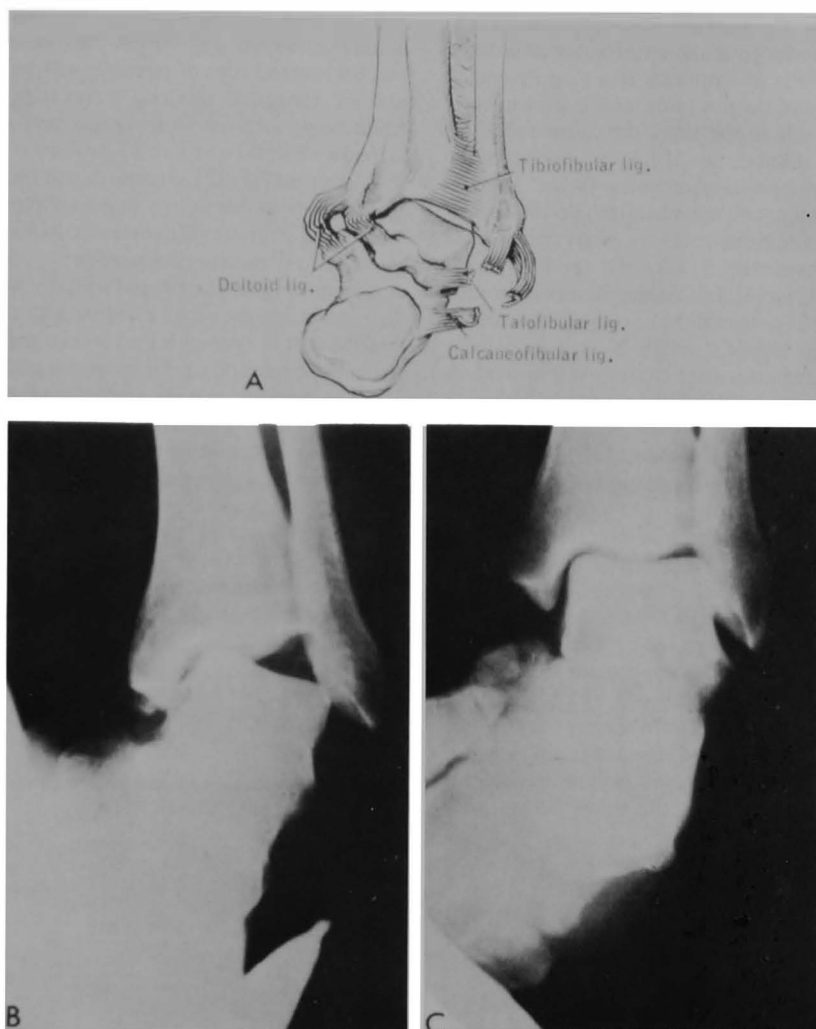 Tibiofibular lig.
Deltoid lig.
Talofibular lig.
Calcaneofibular lig.
A
B
C